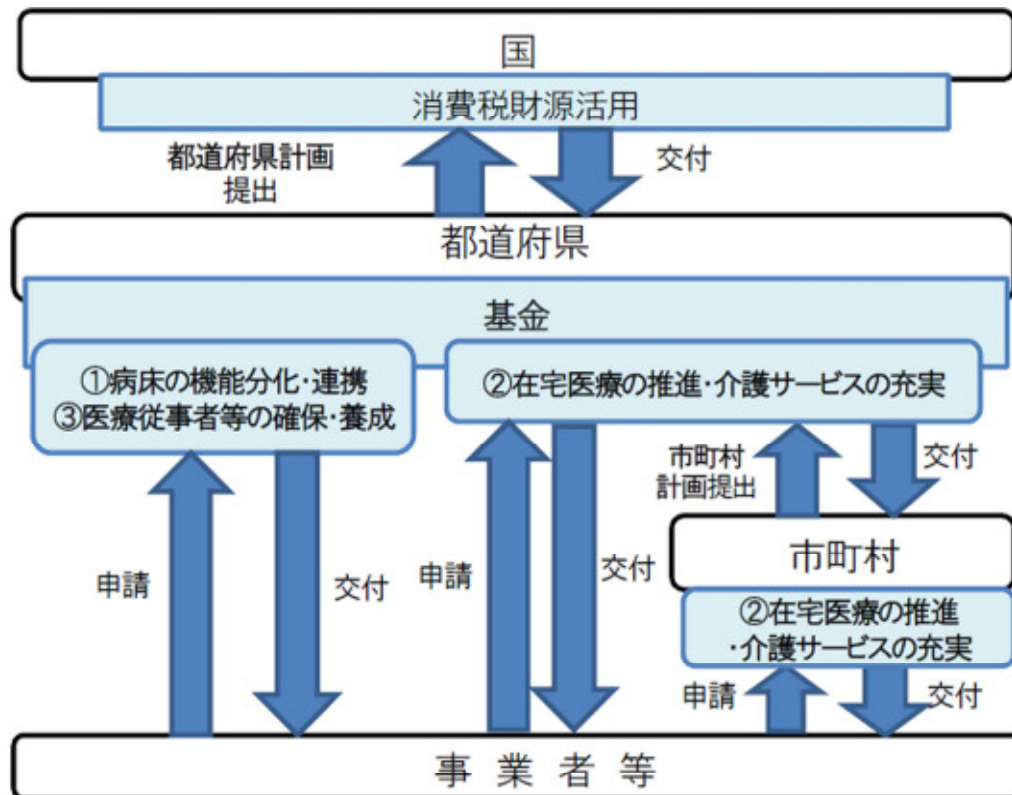 国
消費税財源活用
都道府県計画
提出
交付
都道府県
基金
①病床の機能分化・連携
③医療従事者等の確保・養成
②在宅医療の推進・介護サービスの充実
市町村
計画提出
交付
市町村
②在宅医療の推進
・介護サービスの充実
申請
交付
申請
交付
申請
交付
事業者等